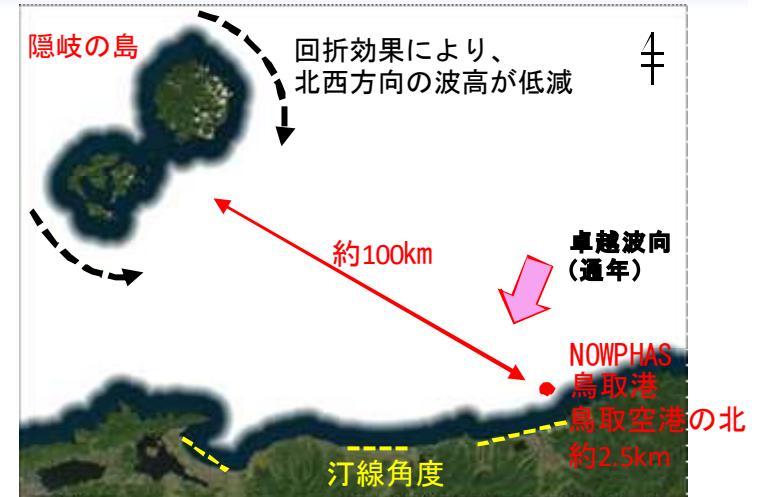 隠岐の島
回折効果により、
北西方向の波高が低減
約100km
卓越波向
(通年)
NOWPHAS
鳥取港
鳥取空港の北
約2.5km
汀線角度